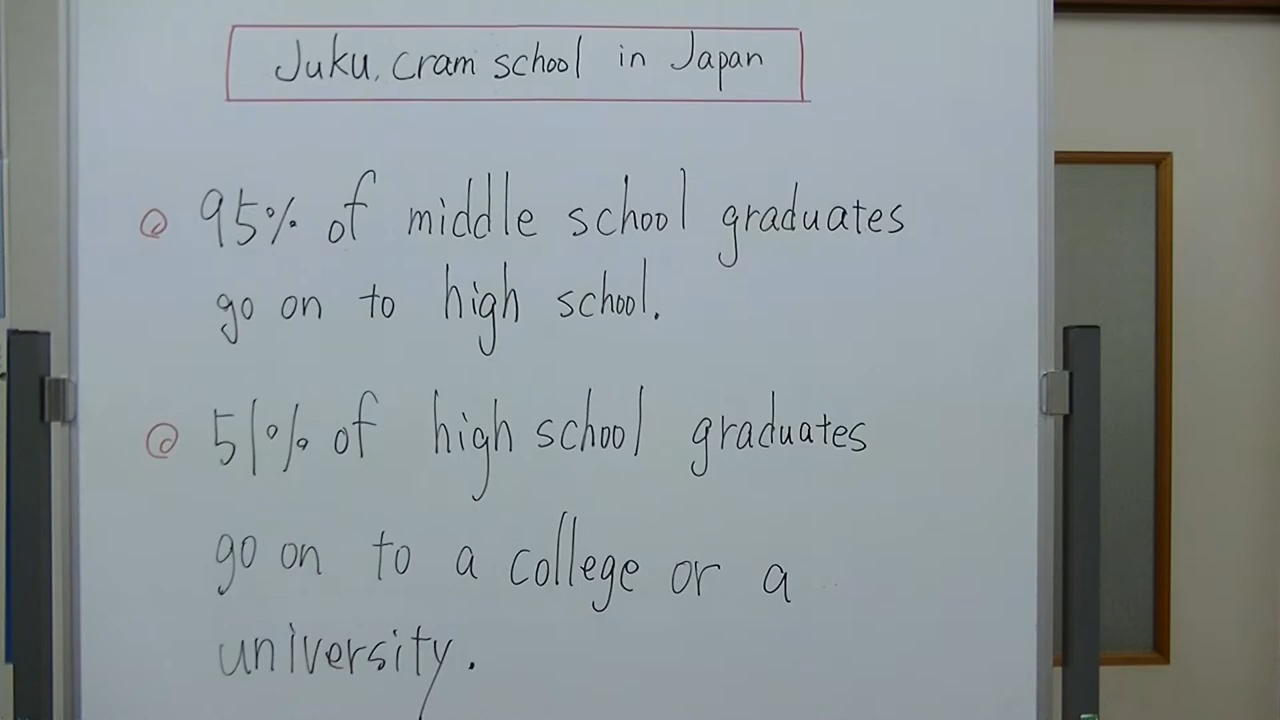 Juku, cram school in Japan
95% of middle school graduates
go on to high school.
51% of high school graduates
go on to a college or a
university.